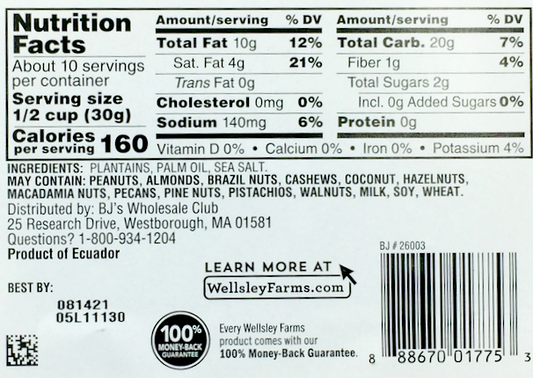 Nutrition Facts
About 10 servings
per container
Serving size
1/2 cup (30g)
Calories
per serving 160
Amount/serving % DV
Total Fat 10g 12%
Sat. Fat 4g 21%
Trans Fat 0g
Cholesterol 0mg 0%
Sodium 140mg 6%
Amount/serving % DV
Total Carb. 20g 7%
Fiber 1g 4%
Total Sugars 2g
Incl. 0g Added Sugars 0%
Protein 0g
Vitamin D 0% • Calcium 0% • Iron 0% • Potassium 4%
INGREDIENTS: PLANTAINS, PALM OIL, SEA SALT.
MAY CONTAIN: PEANUTS, ALMONDS, BRAZIL NUTS, CASHEWS, COCONUT, HAZELNUTS,
MACADAMIA NUTS, PECANS, PINE NUTS, PISTACHIOS, WALNUTS, MILK, SOY, WHEAT.
Distributed by: BJ's Wholesale Club
25 Research Drive, Westborough, MA 01581
Questions? 1-800-934-1204
Product of Ecuador
BJ # 26003
LEARN MORE AT
WellsleyFarms.com
BEST BY:
081421
05L11130
100%
MONEY-BACK
GUARANTEE
Every Wellsley Farms
product comes with our
100% Money-Back Guarantee.
8 88670 01775 3